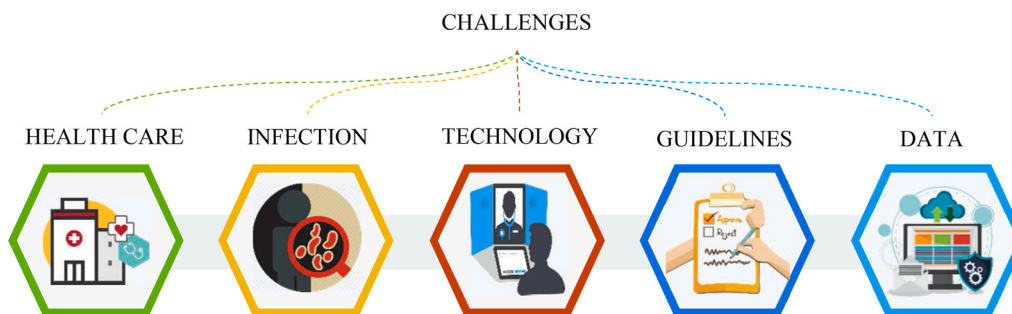 CHALLENGES
HEALTH CARE
INFECTION
TECHNOLOGY
GUIDELINES
DATA
Approve
Reject